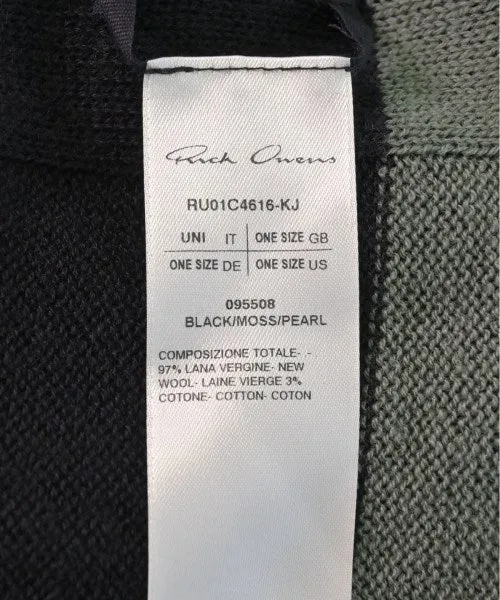 Rick Owens
RU01C4616-KJ
UNI IT ONE SIZE GB
ONE SIZE DE ONE SIZE US
095508
BLACK/MOSS/PEARL
COMPOSIZIONE TOTALE- -
97% LANA VERGINE- NEW
WOOL- LAINE VIERGE 3%
COTONE- COTTON- COTON